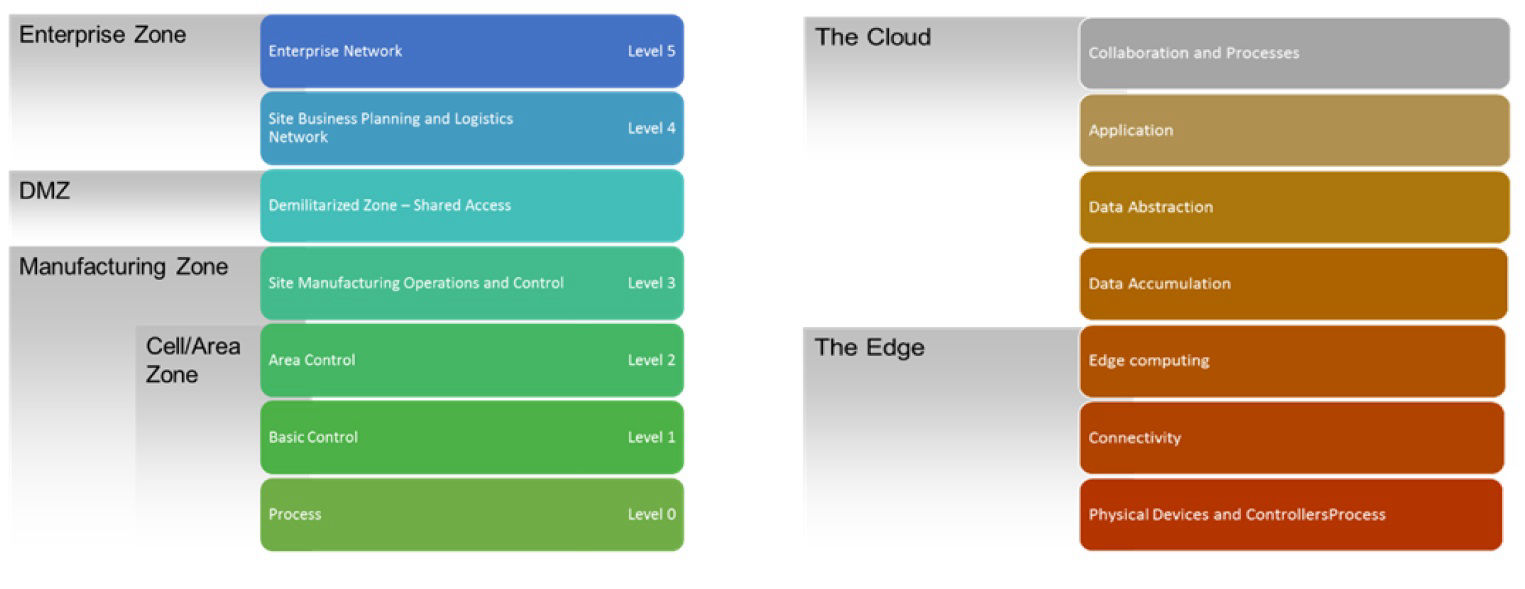 Enterprise Zone
Enterprise Network Level 5
Site Business Planning and Logistics
Network
Level 4
DMZ
Demilitarized Zone – Shared Access
Manufacturing Zone
Site Manufacturing Operations and Control Level 3
Cell/Area
Zone
Area Control Level 2
Basic Control Level 1
Process Level 0
The Cloud
Collaboration and Processes
Application
Data Abstraction
Data Accumulation
The Edge
Edge computing
Connectivity
Physical Devices and ControllersProcess